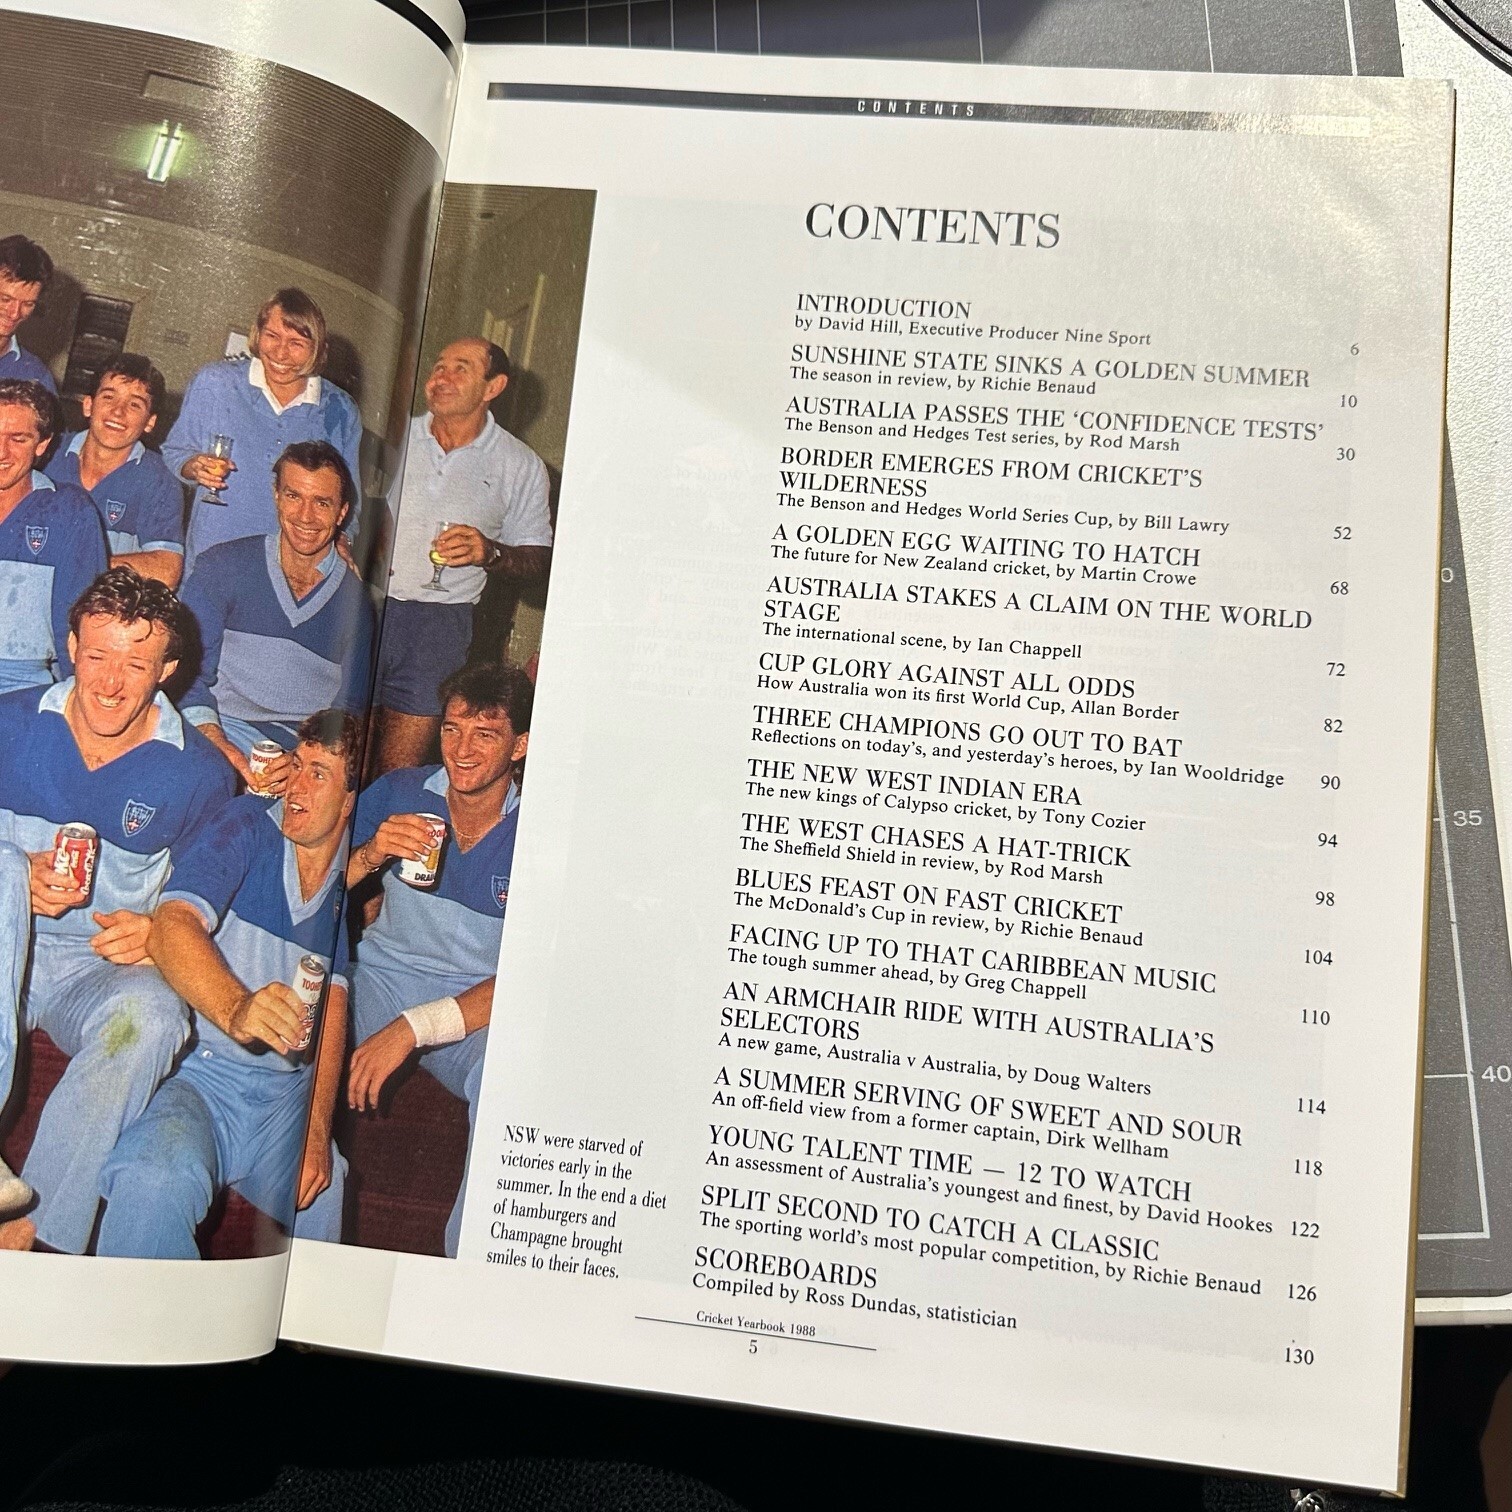 CONTENTS
CONTENTS
INTRODUCTION
by David Hill, Executive Producer Nine Sport
6
SUNSHINE STATE SINKS A GOLDEN SUMMER
The season in review, by Richie Benaud
10
AUSTRALIA PASSES THE ‘CONFIDENCE TESTS’
The Benson and Hedges Test series, by Rod Marsh
30
BORDER EMERGES FROM CRICKET’S
WILDERNESS
The Benson and Hedges World Series Cup, by Bill Lawry
52
A GOLDEN EGG WAITING TO HATCH
The future for New Zealand cricket, by Martin Crowe
68
AUSTRALIA STAKES A CLAIM ON THE WORLD
STAGE
The international scene, by Ian Chappell
72
CUP GLORY AGAINST ALL ODDS
How Australia won its first World Cup, Allan Border
82
THREE CHAMPIONS GO OUT TO BAT
Reflections on today’s, and yesterday’s heroes, by Ian Wooldridge
90
THE NEW WEST INDIAN ERA
The new kings of Calypso cricket, by Tony Cozier
94
THE WEST CHASES A HAT-TRICK
The Sheffield Shield in review, by Rod Marsh
98
BLUES FEAST ON FAST CRICKET
The McDonald’s Cup in review, by Richie Benaud
104
FACING UP TO THAT CARIBBEAN MUSIC
The tough summer ahead, by Greg Chappell
110
AN ARMCHAIR RIDE WITH AUSTRALIA’S
SELECTORS
A new game, Australia v Australia, by Doug Walters
114
A SUMMER SERVING OF SWEET AND SOUR
An off-field view from a former captain, Dirk Wellham
118
YOUNG TALENT TIME — 12 TO WATCH
An assessment of Australia’s youngest and finest, by David Hookes
122
SPLIT SECOND TO CATCH A CLASSIC
The sporting world’s most popular competition, by Richie Benaud
126
SCOREBOARDS
Compiled by Ross Dundas, statistician
130
NSW were starved of
victories early in the
summer. In the end a diet
of hamburgers and
Champagne brought
smiles to their faces.
Cricket Yearbook 1988
5
35
40